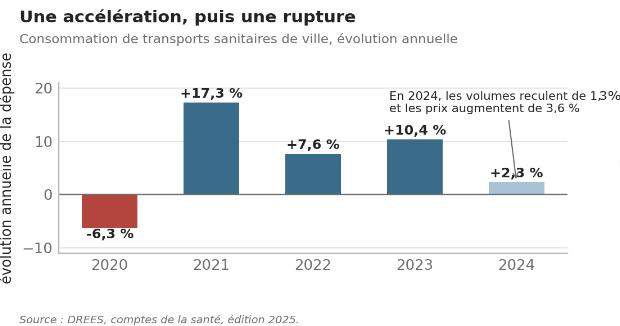 Une accélération, puis une rupture
Consommation de transports sanitaires de ville, évolution annuelle
évolution annuelle de la dépense
20
10
0
−10
-6,3 %
+17,3 %
+7,6 %
+10,4 %
+2,3 %
En 2024, les volumes reculent de 1,3%
et les prix augmentent de 3,6 %
2020
2021
2022
2023
2024
Source : DREES, comptes de la santé, édition 2025.